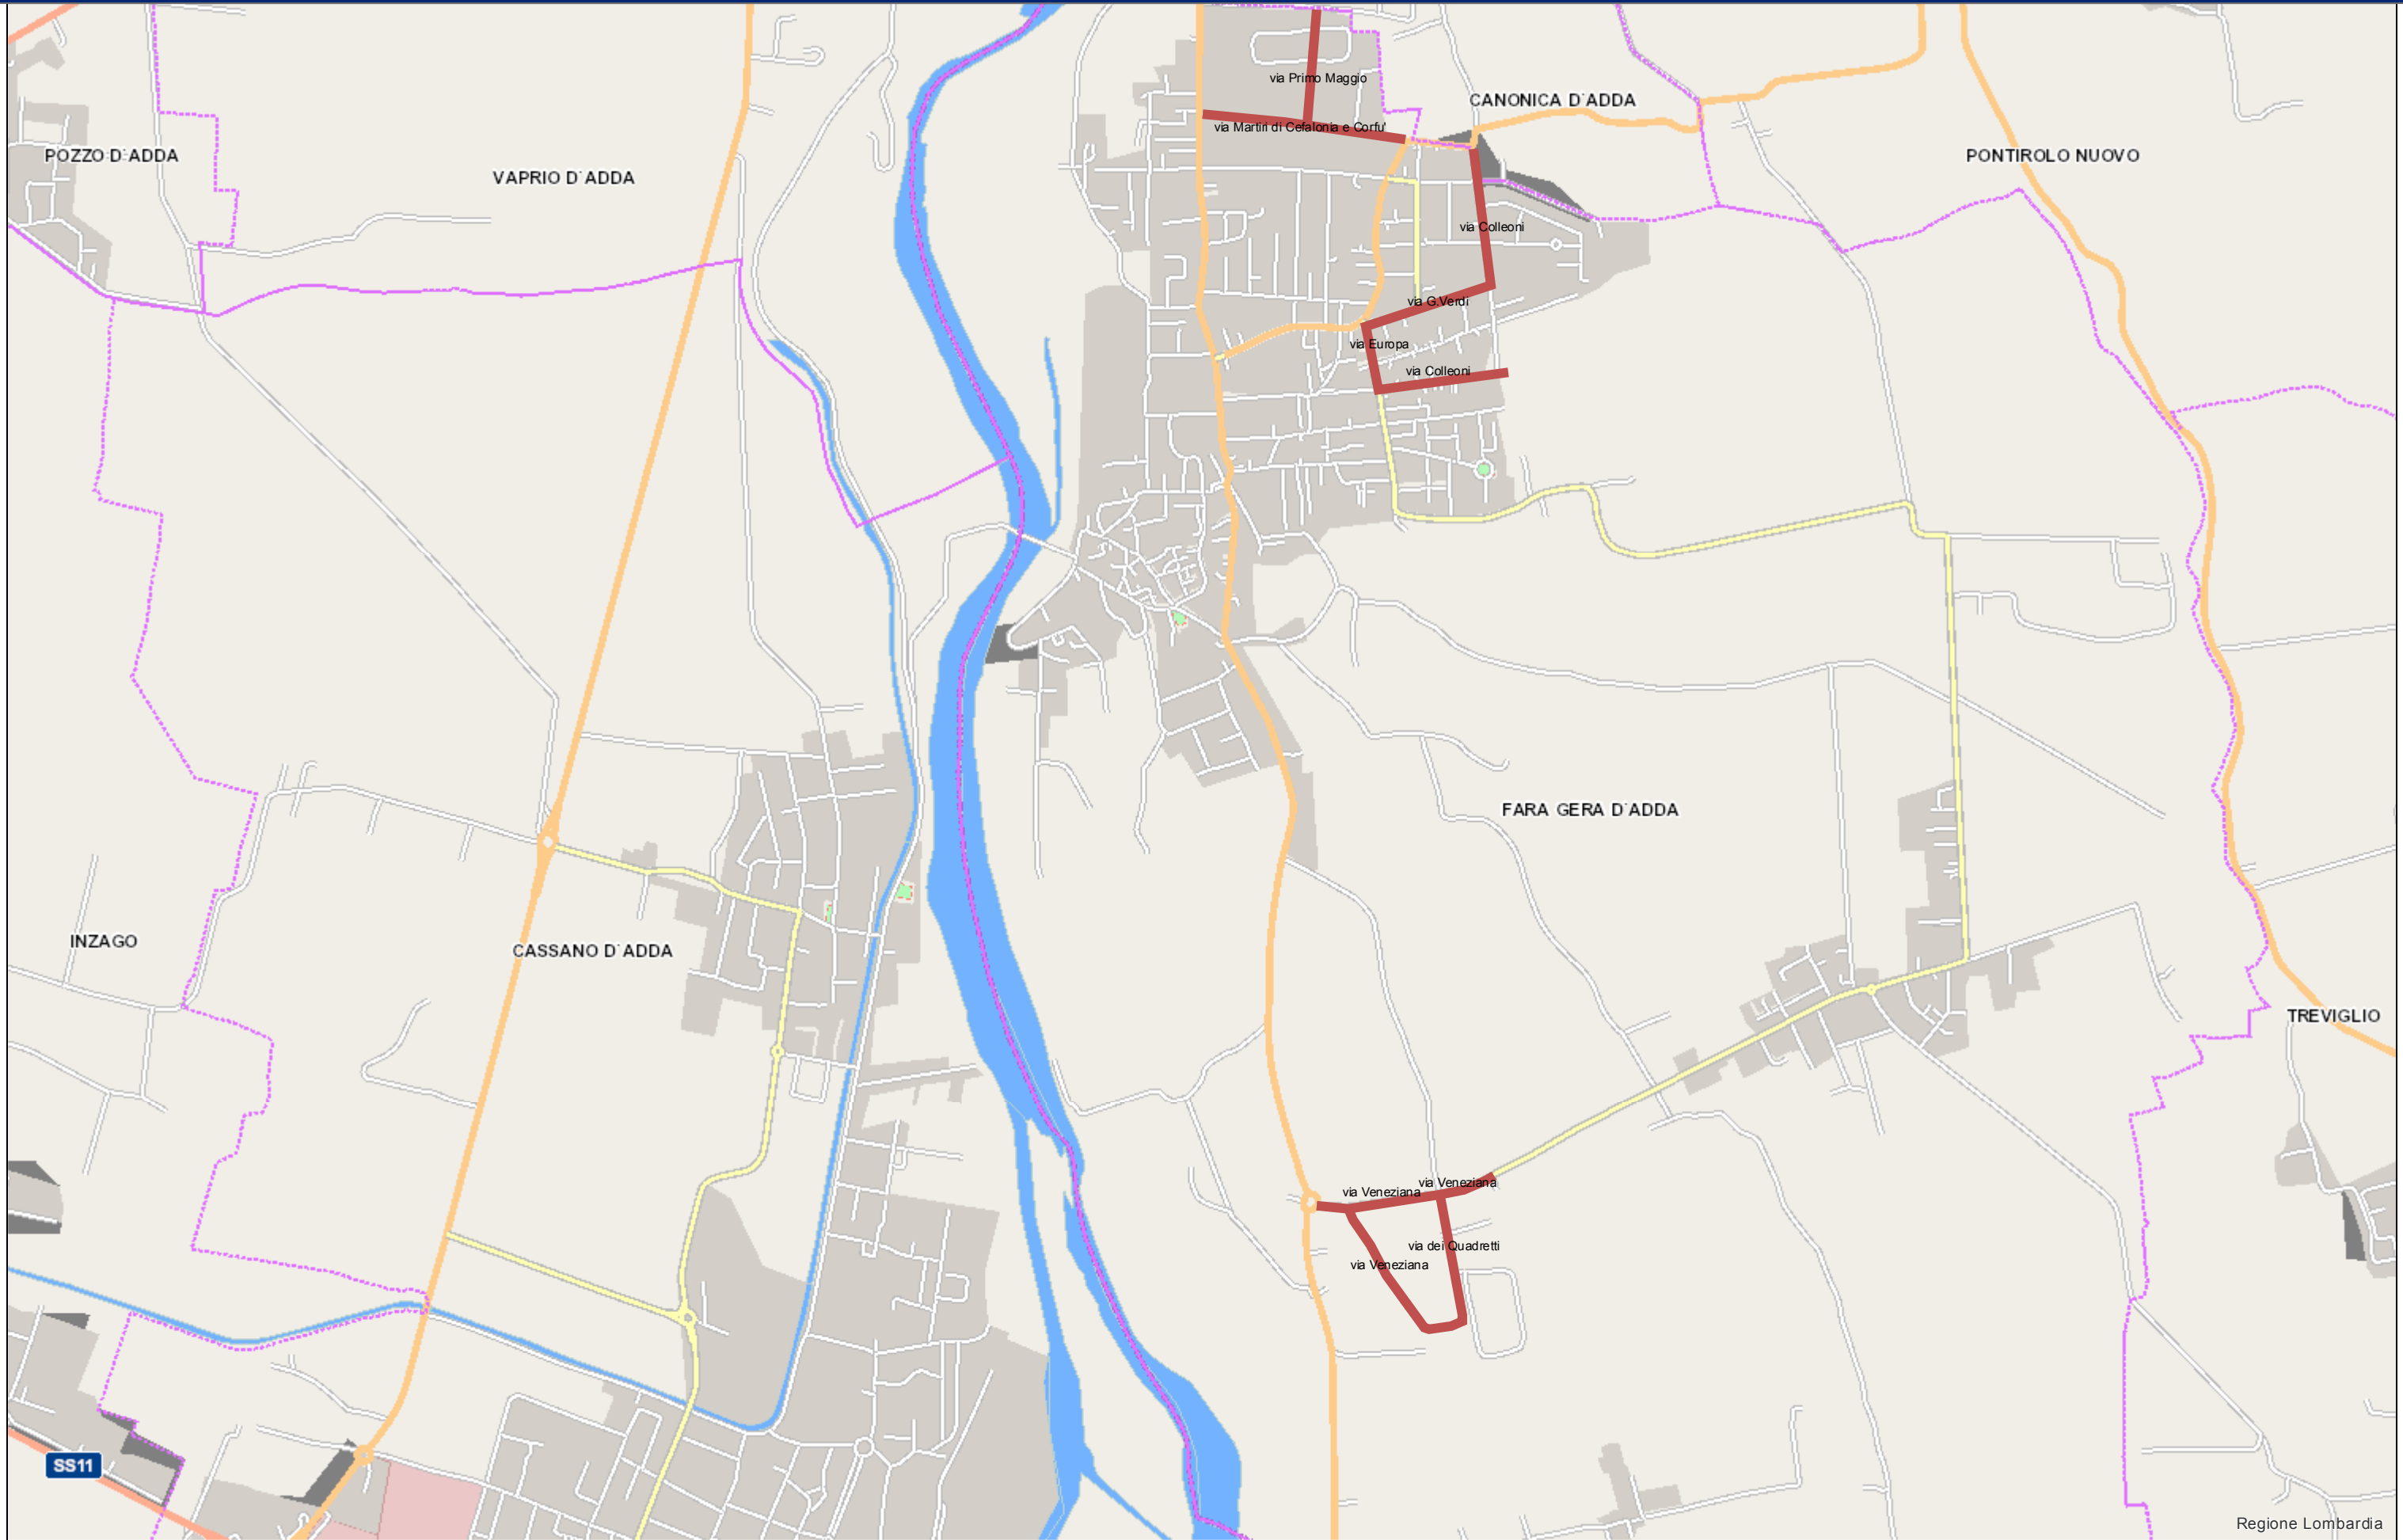 via Primo Maggio
CANONICA D'ADDA
via Martiri di Cefalonia e Corfu'
POZZO D'ADDA
PONTIROLO NUOVO
VAPRIO D'ADDA
via Colleoni
via G.Verdi
via Europa
via Colleoni
FARA GERA D'ADDA
INZAGO
CASSANO D'ADDA
TREVIGLIO
via Veneziana
via Veneziana
via dei Quadretti
via Veneziana
SS11
Regione Lombardia